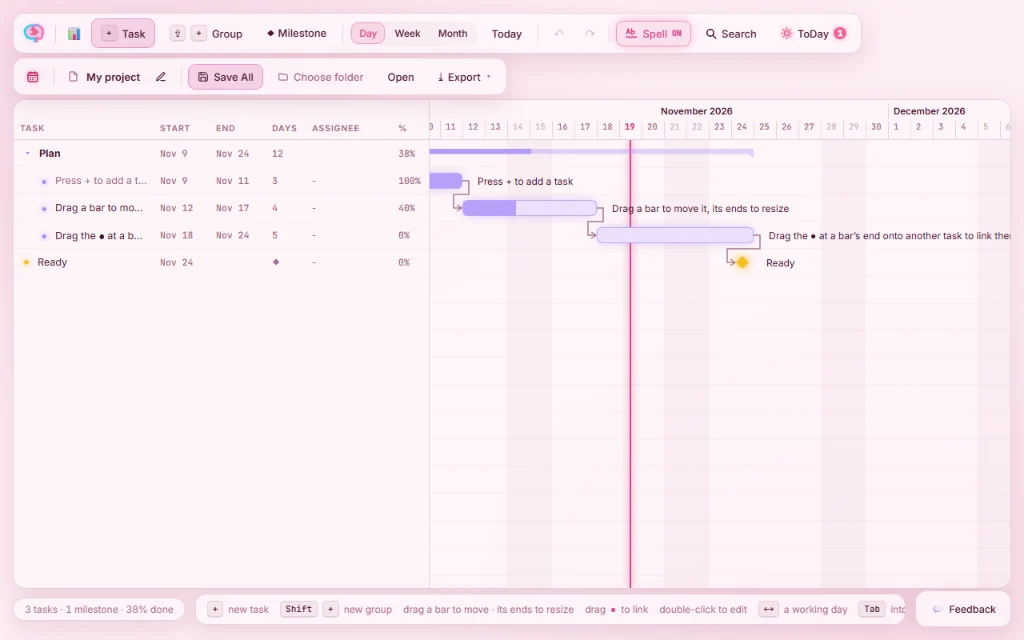 + Task ⇧ + Group ◆ Milestone Day Week Month Today Ab Spell ON Search ToDay 1
My project Save All Choose folder Open ↓ Export
November 2026 December 2026
TASK START END DAYS ASSIGNEE % 11 12 13 14 15 16 17 18 19 20 21 22 23 24 25 26 27 28 29 30 1 2 3 4 5 6
Plan Nov 9 Nov 24 12 38%
Press + to add a t... Nov 9 Nov 11 3 - 100% Press + to add a task
Drag a bar to mo... Nov 12 Nov 17 4 - 40% Drag a bar to move it, its ends to resize
Drag the ● at a b... Nov 18 Nov 24 5 - 0% Drag the ● at a bar's end onto another task to link
Ready Nov 24 ◆ - 0% Ready
3 tasks · 1 milestone · 38% done + new task Shift + new group drag a bar to move · its ends to resize drag ● to link double-click to edit ↔ a working day Tab Feedback